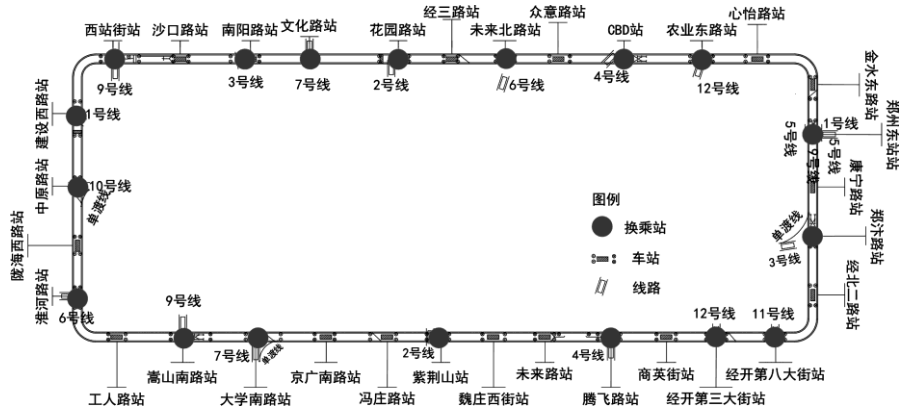 西站街站
沙口路站
南阳路站
文化路站
花园路站
经三路站
未来北路站
众意路站
CBD站
农业东路站
心怡路站
9号线
3号线
7号线
2号线
6号线
4号线
12号线
金水东路站
郑州东站站
1号线
5号线
5号线
9号线
康宁路站
郑汴路站
单渡线
3号线
经北二路站
建设西路站
1号线
中原路站
10号线
单渡线
陇海西路站
淮河路站
6号线
图例
换乘站
车站
线路
9号线
7号线
单渡线
2号线
4号线
12号线
11号线
工人路站
嵩山南路站
大学南路站
京广南路站
冯庄路站
紫荆山站
魏庄西街站
未来路站
腾飞路站
商英街站
经开第三大街站
经开第八大街站